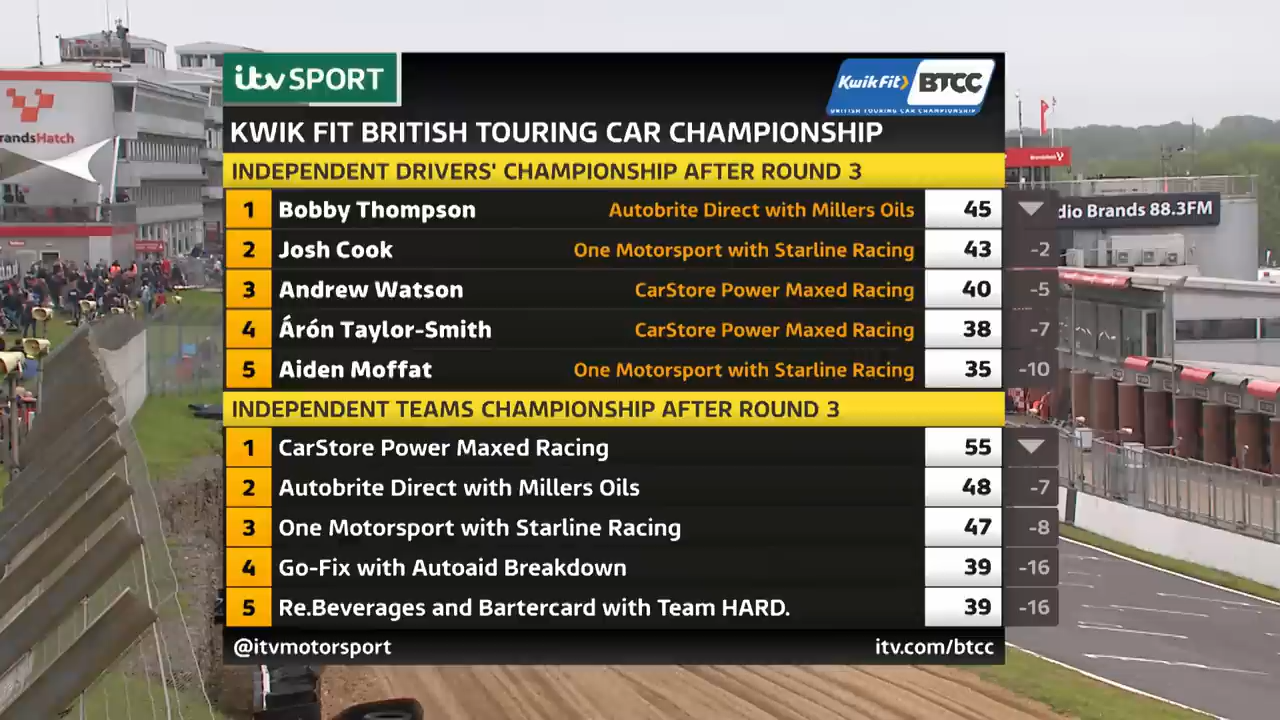 itv SPORT
KwikFit BTCC
BRITISH TOURING CAR CHAMPIONSHIP
KWIK FIT BRITISH TOURING CAR CHAMPIONSHIP
INDEPENDENT DRIVERS' CHAMPIONSHIP AFTER ROUND 3
1 Bobby Thompson Autobrite Direct with Millers Oils 45
2 Josh Cook One Motorsport with Starline Racing 43 -2
3 Andrew Watson CarStore Power Maxed Racing 40 -5
4 Árón Taylor-Smith CarStore Power Maxed Racing 38 -7
5 Aiden Moffat One Motorsport with Starline Racing 35 -10
INDEPENDENT TEAMS CHAMPIONSHIP AFTER ROUND 3
1 CarStore Power Maxed Racing 55
2 Autobrite Direct with Millers Oils 48 -7
3 One Motorsport with Starline Racing 47 -8
4 Go-Fix with Autoaid Breakdown 39 -16
5 Re.Beverages and Bartercard with Team HARD. 39 -16
@itvmotorsport itv.com/btcc
randsHatch
dio Brands 88.3FM